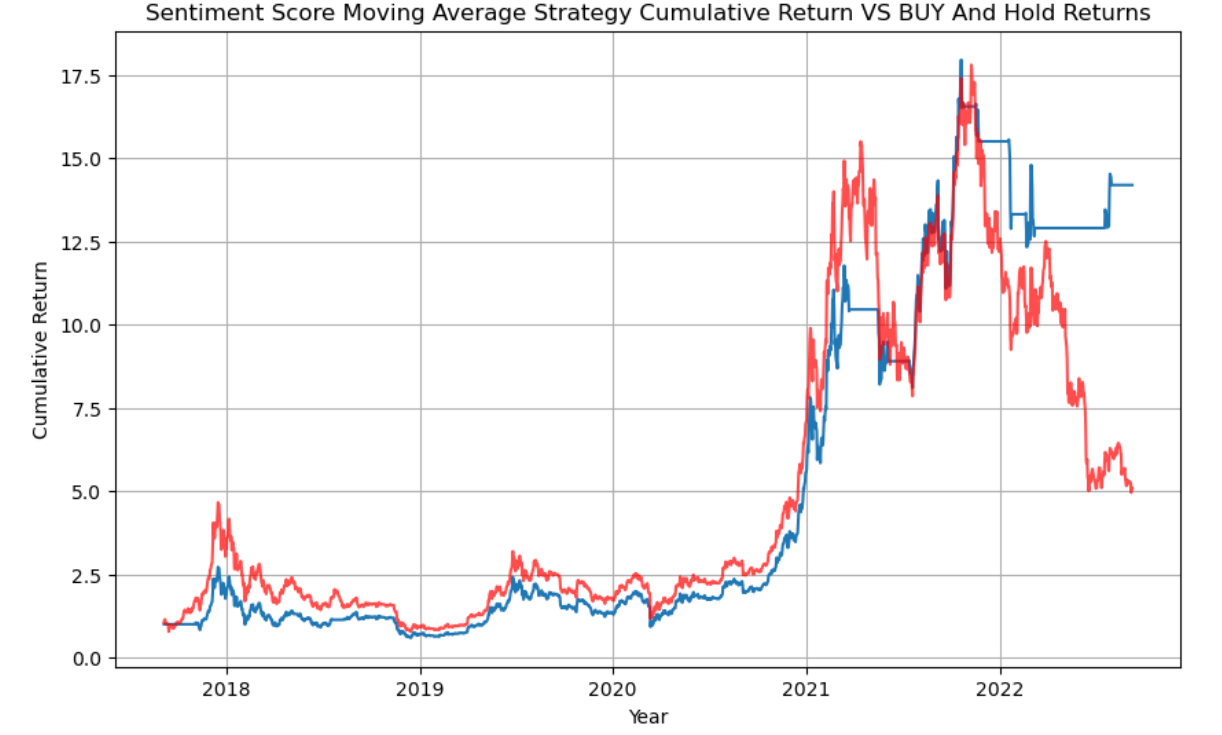 Sentiment Score Moving Average Strategy Cumulative Return VS BUY And Hold Returns
Cumulative Return
17.5
15.0
12.5
10.0
7.5
5.0
2.5
0.0
2018 2019 2020 2021 2022
Year